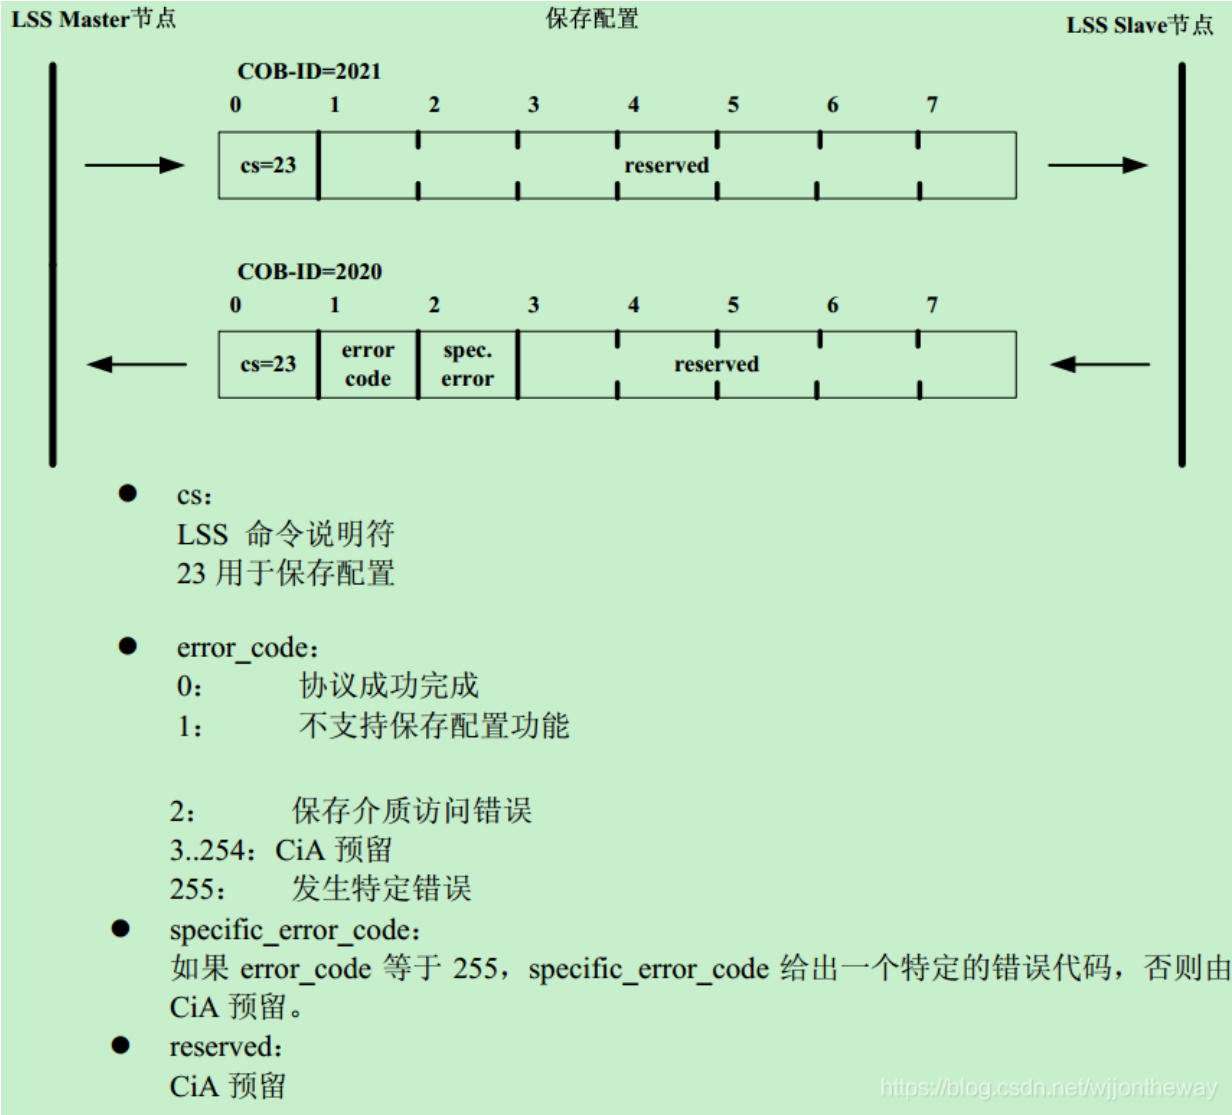 LSS Master节点 保存配置 LSS Slave节点
COB-ID=2021
0 1 2 3 4 5 6 7
cs=23 reserved
COB-ID=2020
0 1 2 3 4 5 6 7
cs=23 error code spec. error reserved
● cs：
LSS 命令说明符
23 用于保存配置
● error_code：
0： 协议成功完成
1： 不支持保存配置功能
2： 保存介质访问错误
3..254：CiA 预留
255： 发生特定错误
● specific_error_code：
如果 error_code 等于 255，specific_error_code 给出一个特定的错误代码，否则由
CiA 预留。
● reserved：
CiA 预留
https://blog.csdn.net/wjjontheway